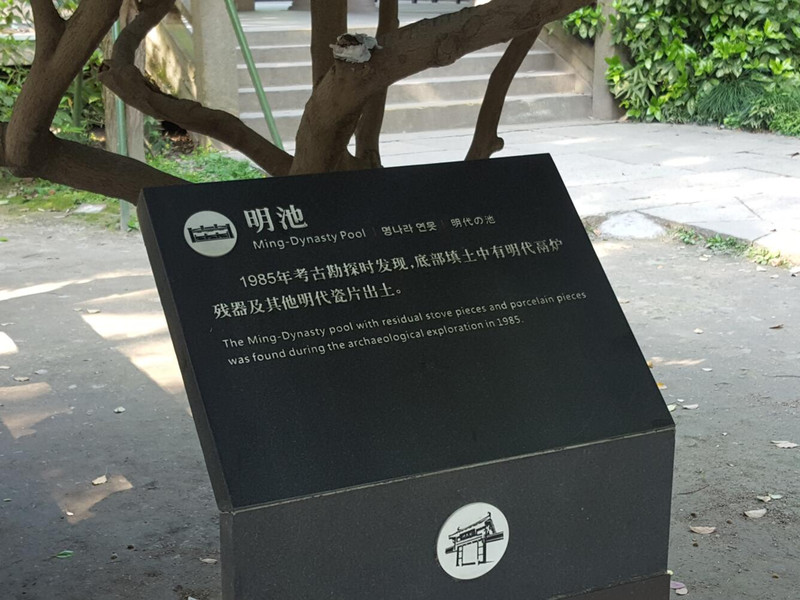 明池
Ming-Dynasty Pool | 명나라 연못 | 明代の池
1985年考古勘探时发现,底部填土中有明代鬲炉
残器及其他明代瓷片出土。
The Ming-Dynasty pool with residual stove pieces and porcelain pieces
was found during the archaeological exploration in 1985.